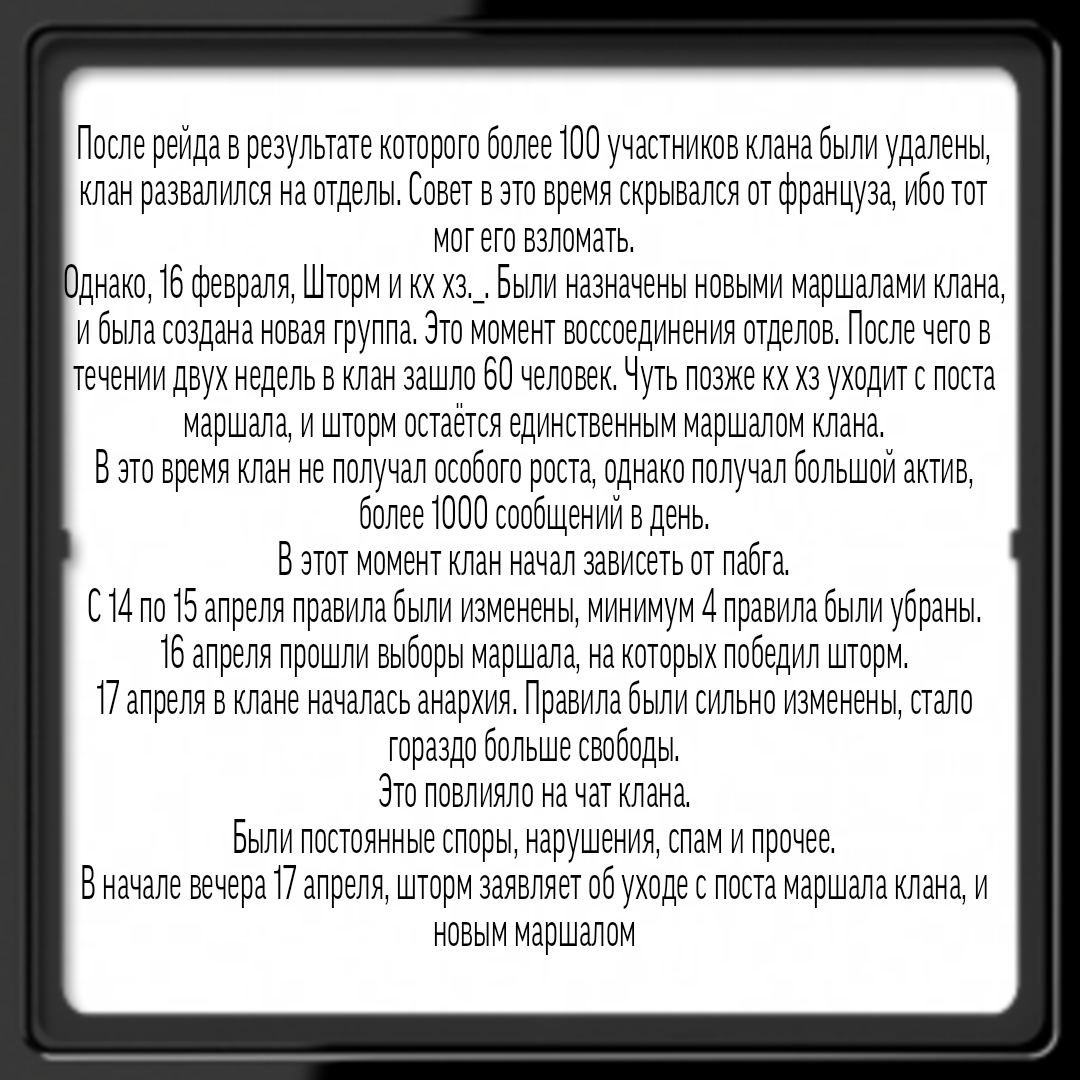 После рейда в результате которого более 100 участников клана были удалены,
клан развалился на отделы. Совет в это время скрывался от француза, ибо тот
мог его взломать.
Однако, 16 февраля, Шторм и кх хз._. Были назначены новыми маршалами клана,
и была создана новая группа. Это момент воссоединения отделов. После чего в
течении двух недель в клан зашло 60 человек. Чуть позже кх хз уходит с поста
маршала, и шторм остаётся единственным маршалом клана.
В это время клан не получал особого роста, однако получал большой актив,
более 1000 сообщений в день.
В этот момент клан начал зависеть от пабга.
С 14 по 15 апреля правила были изменены, минимум 4 правила были убраны.
16 апреля прошли выборы маршала, на которых победил шторм.
17 апреля в клане началась анархия. Правила были сильно изменены, стало
гораздо больше свободы.
Это повлияло на чат клана.
Были постоянные споры, нарушения, спам и прочее.
В начале вечера 17 апреля, шторм заявляет об уходе с поста маршала клана, и
новым маршалом